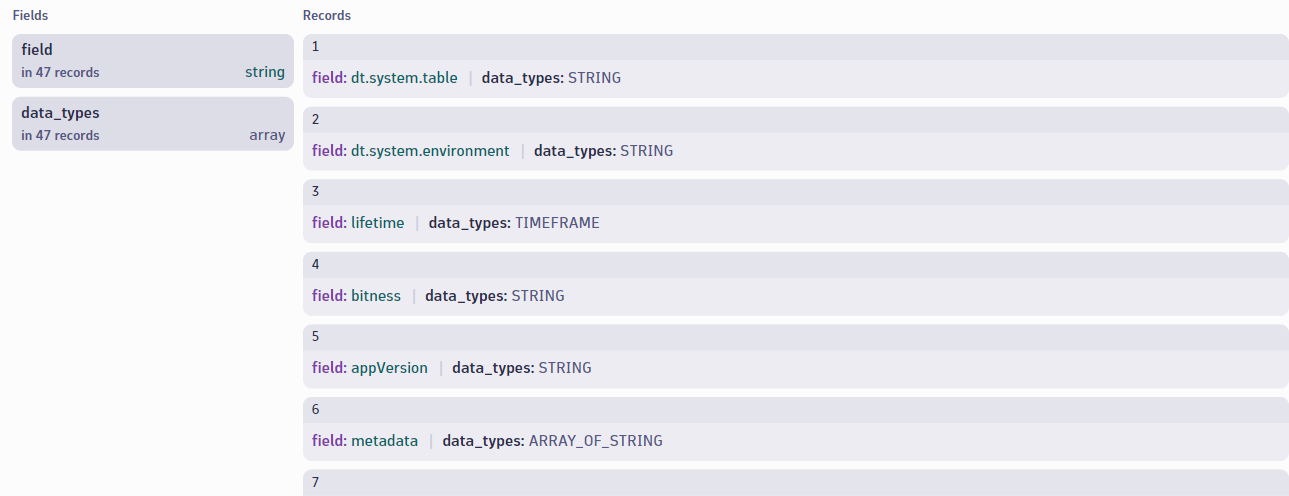 Fields
field
in 47 records string
data_types
in 47 records array
Records
1
field: dt.system.table | data_types: STRING
2
field: dt.system.environment | data_types: STRING
3
field: lifetime | data_types: TIMEFRAME
4
field: bitness | data_types: STRING
5
field: appVersion | data_types: STRING
6
field: metadata | data_types: ARRAY_OF_STRING
7